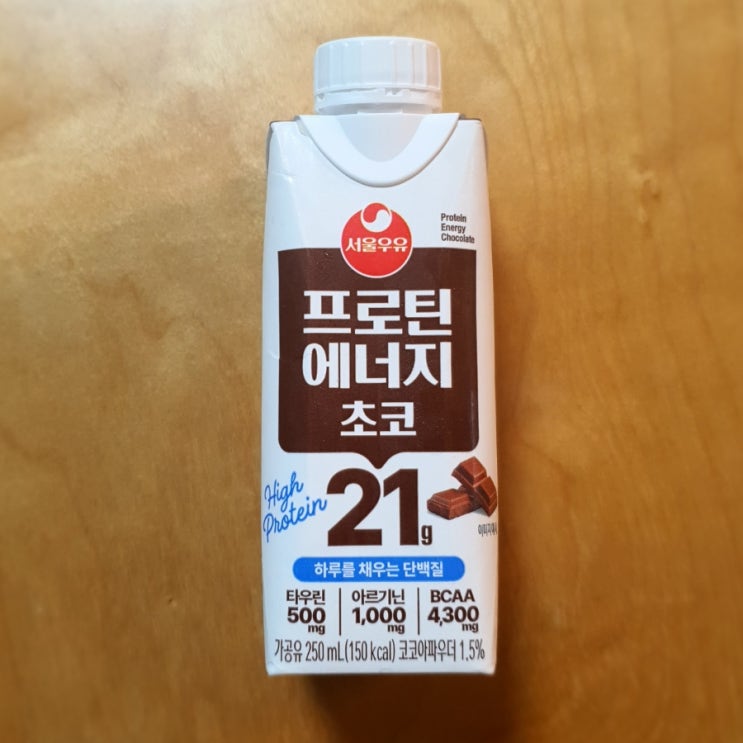 서울우유
Protein
Energy
Chocolate
프로틴
에너지
초코
High
Protein
21g
하루를 채우는 단백질
타우린
500mg
아르기닌
1,000mg
BCAA
4,300mg
가공유 250 mL(150 kcal) 코코아파우더 1.5%